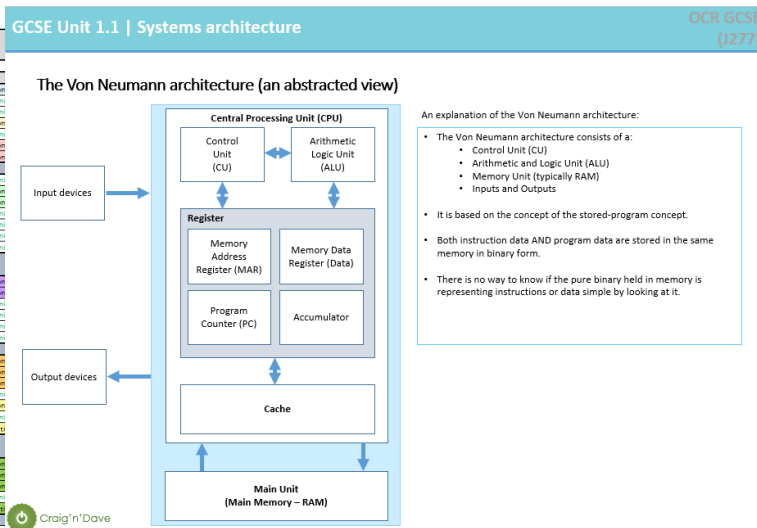 GCSE Unit 1.1 | Systems architecture
OCR GCSE
(J277
The Von Neumann architecture (an abstracted view)
Central Processing Unit (CPU)
Control
Unit
(CU)
Arithmetic
Logic Unit
(ALU)
Input devices
Register
Memory
Address
Register (MAR)
Memory Data
Register (Data)
Program
Counter (PC)
Accumulator
Output devices
Cache
Main Unit
(Main Memory – RAM)
An explanation of the Von Neumann architecture:
• The Von Neumann architecture consists of a:
• Control Unit (CU)
• Arithmetic and Logic Unit (ALU)
• Memory Unit (typically RAM)
• Inputs and Outputs
• It is based on the concept of the stored-program concept.
• Both instruction data AND program data are stored in the same
memory in binary form.
• There is no way to know if the pure binary held in memory is
representing instructions or data simple by looking at it.
Craig'n'Dave